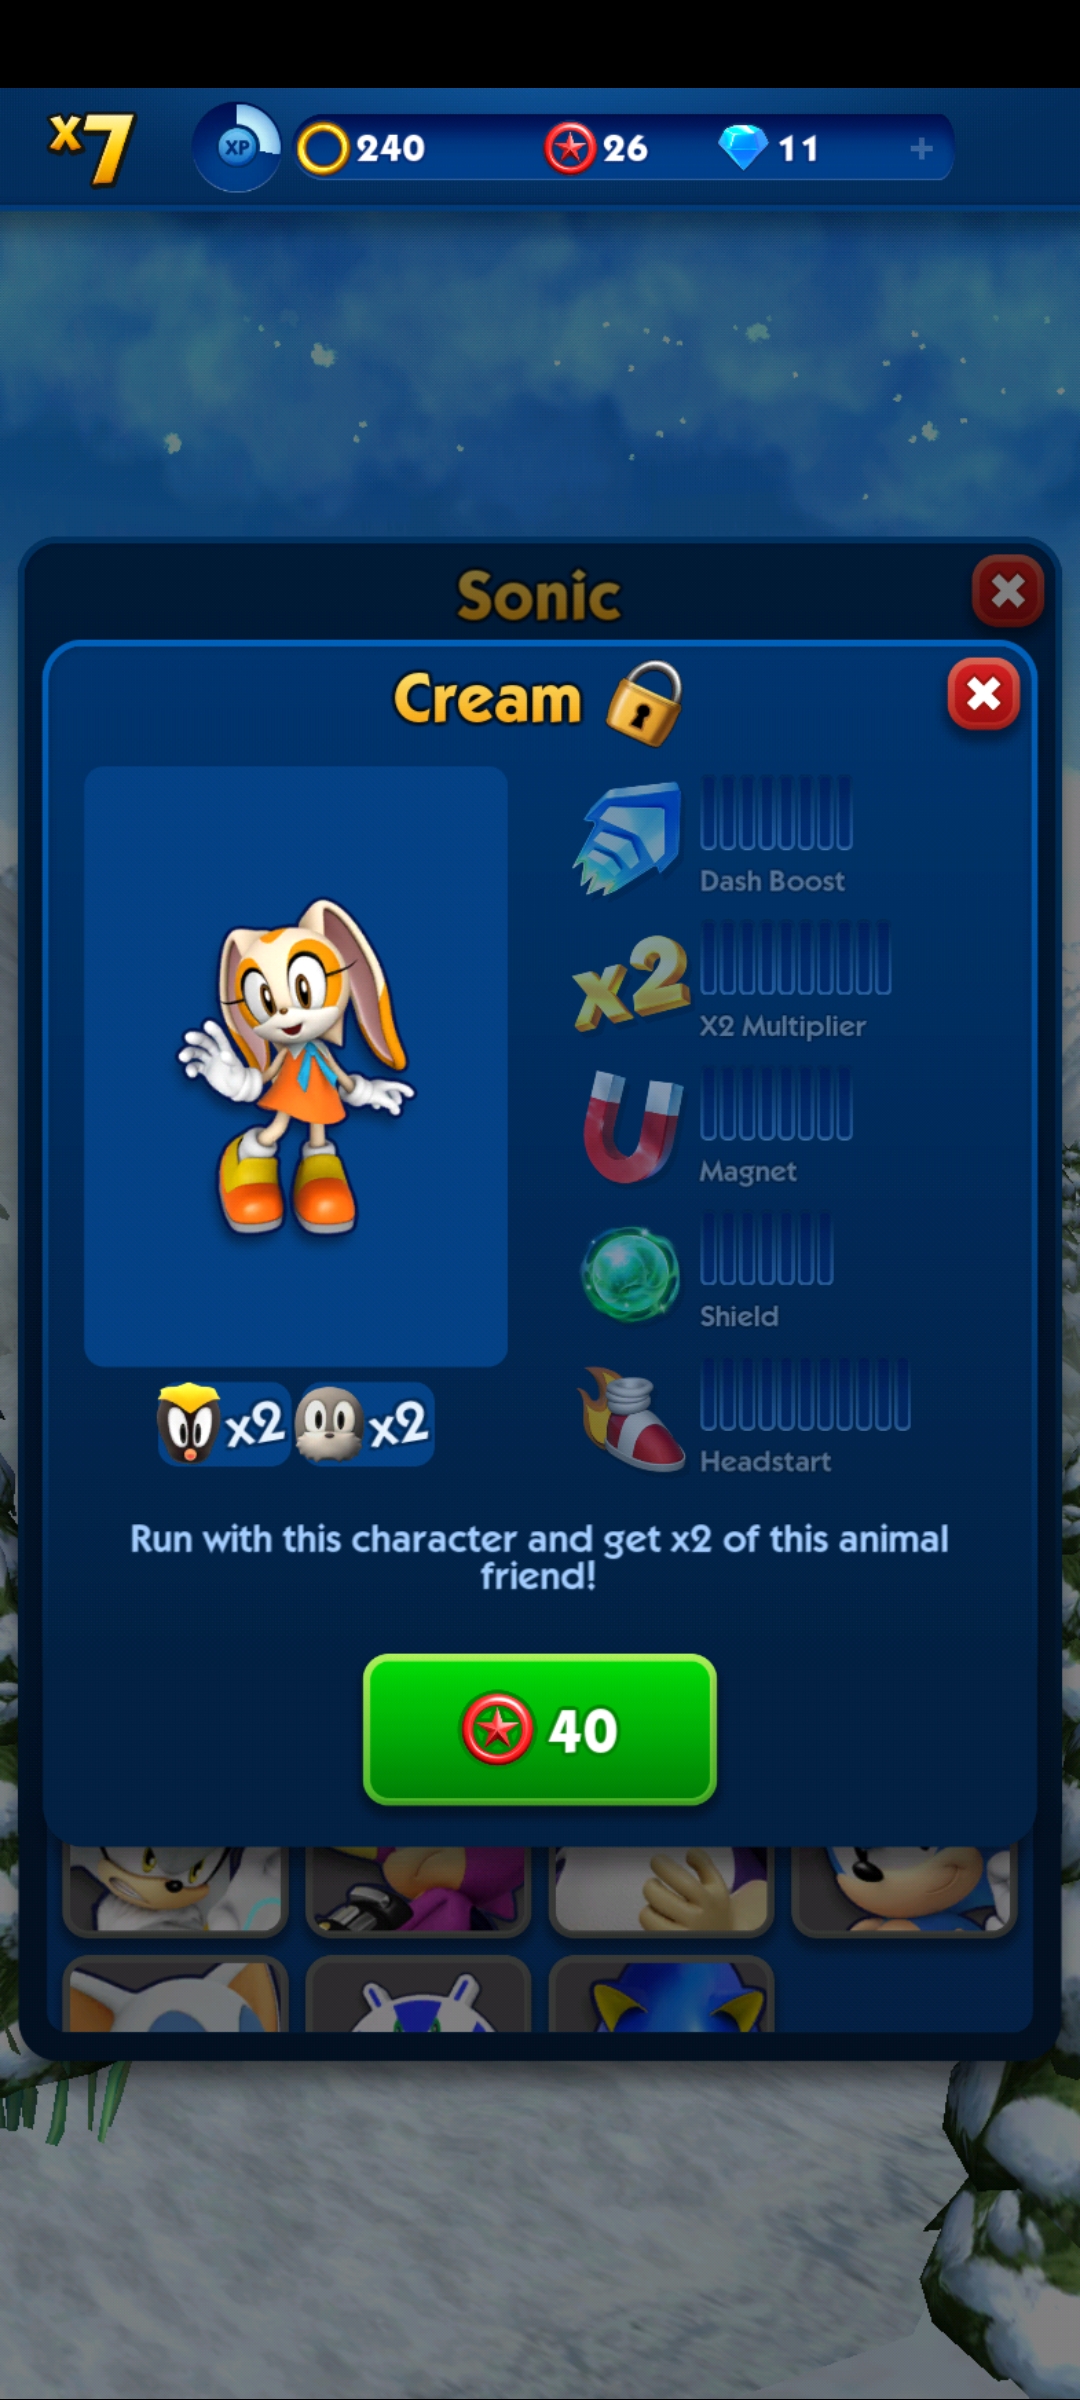 x7
XP
240
26
11
+
Sonic
Cream
Dash Boost
x2
X2 Multiplier
Magnet
Shield
x2
x2
Headstart
Run with this character and get x2 of this animal
friend!
40